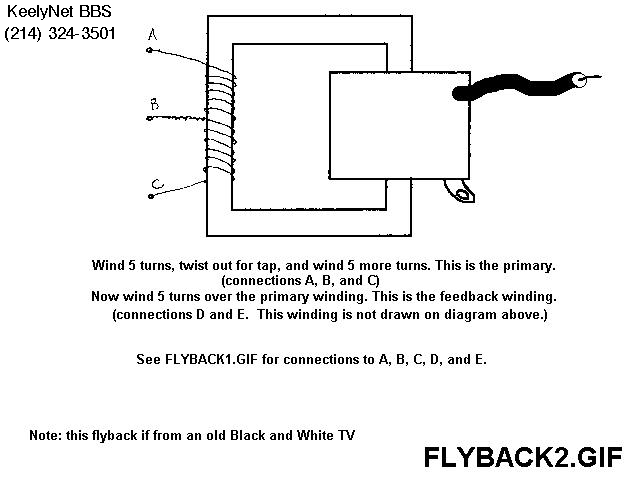 KeelyNet BBS
(214) 324-3501
A
B
C
Wind 5 turns, twist out for tap, and wind 5 more turns. This is the primary.
(connections A, B, and C)
Now wind 5 turns over the primary winding. This is the feedback winding.
(connections D and E.  This winding is not drawn on diagram above.)
See FLYBACK1.GIF for connections to A, B, C, D, and E.
Note: this flyback if from an old Black and White TV
FLYBACK2.GIF